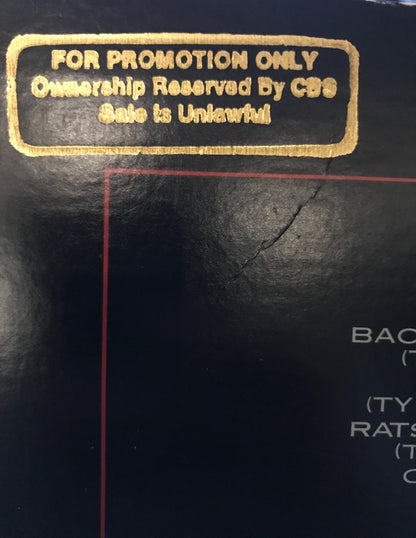 FOR PROMOTION ONLY
Ownership Reserved By CBS
Sale is Unlawful
BAC
(T
(TY
RATS
(T
C